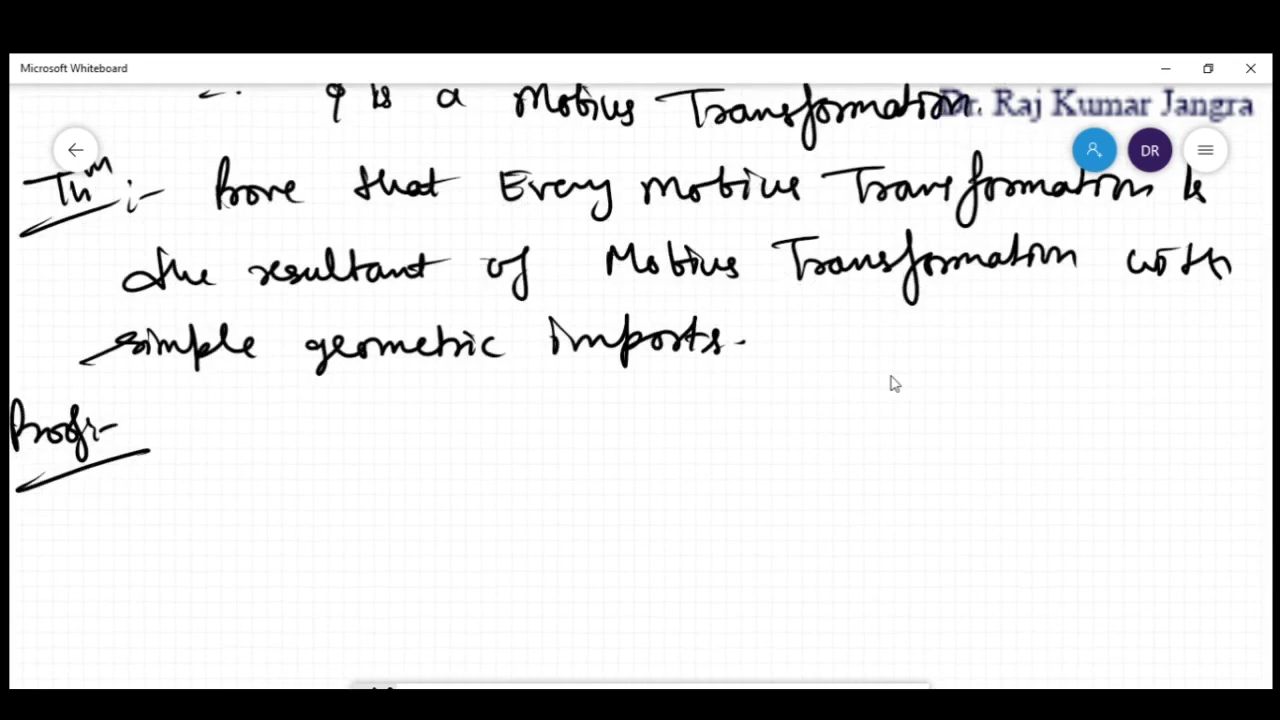 Microsoft Whiteboard
∴ It is a Mobius Transformation.
Dr. Raj Kumar Jangra
DR
Thm :- Prove that Every Mobius Transformation is
the resultant of Mobius Transformation with
simple geometric imports.
Proof:-